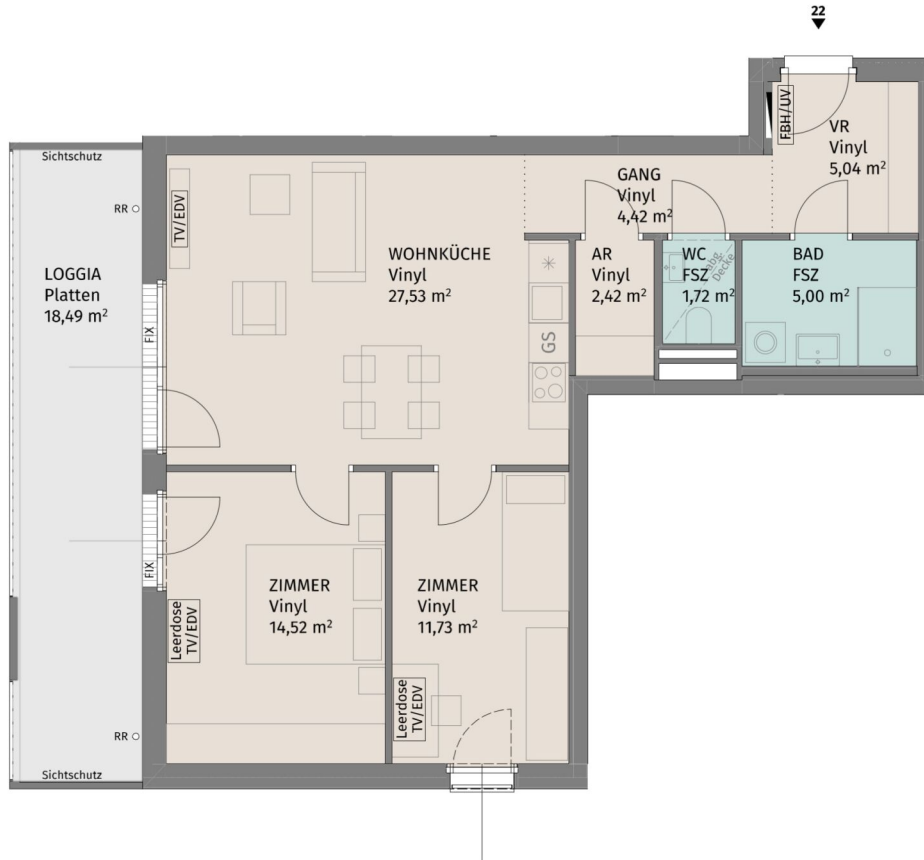 22
FBH/UV
VR
Vinyl
5,04 m²
GANG
Vinyl
4,42 m²
Sichtschutz
RR
TV/EDV
LOGGIA
Platten
18,49 m²
WOHNKÜCHE
Vinyl
27,53 m²
AR
Vinyl
2,42 m²
WC
FSZ
1,72 m²
abg
Decke
BAD
FSZ
5,00 m²
FIX
GS
FIX
ZIMMER
Vinyl
14,52 m²
Leerdose
TV/EDV
ZIMMER
Vinyl
11,73 m²
Leerdose
TV/EDV
RR
Sichtschutz